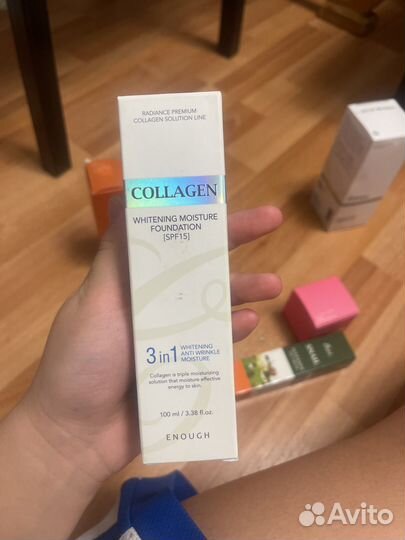 RADIANCE PREMIUM
COLLAGEN SOLUTION LINE
COLLAGEN
WHITENING MOISTURE
FOUNDATION
[SPF15]
3 in 1
WHITENING
ANTI WRINKLE
MOISTURE
Collagen is triple moisturizing
solution that moisture effective
energy to skin.
100 ml / 3.38 fl.oz.
ENOUGH
SNAIL
Avito